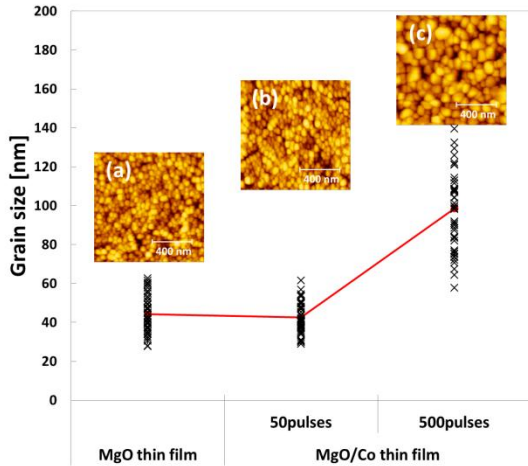 Grain size [nm]
200
180
160
140
120
100
80
60
40
20
0
(a)
400 nm
(b)
400 nm
(c)
400 nm
50pulses
500pulses
MgO thin film
MgO/Co thin film